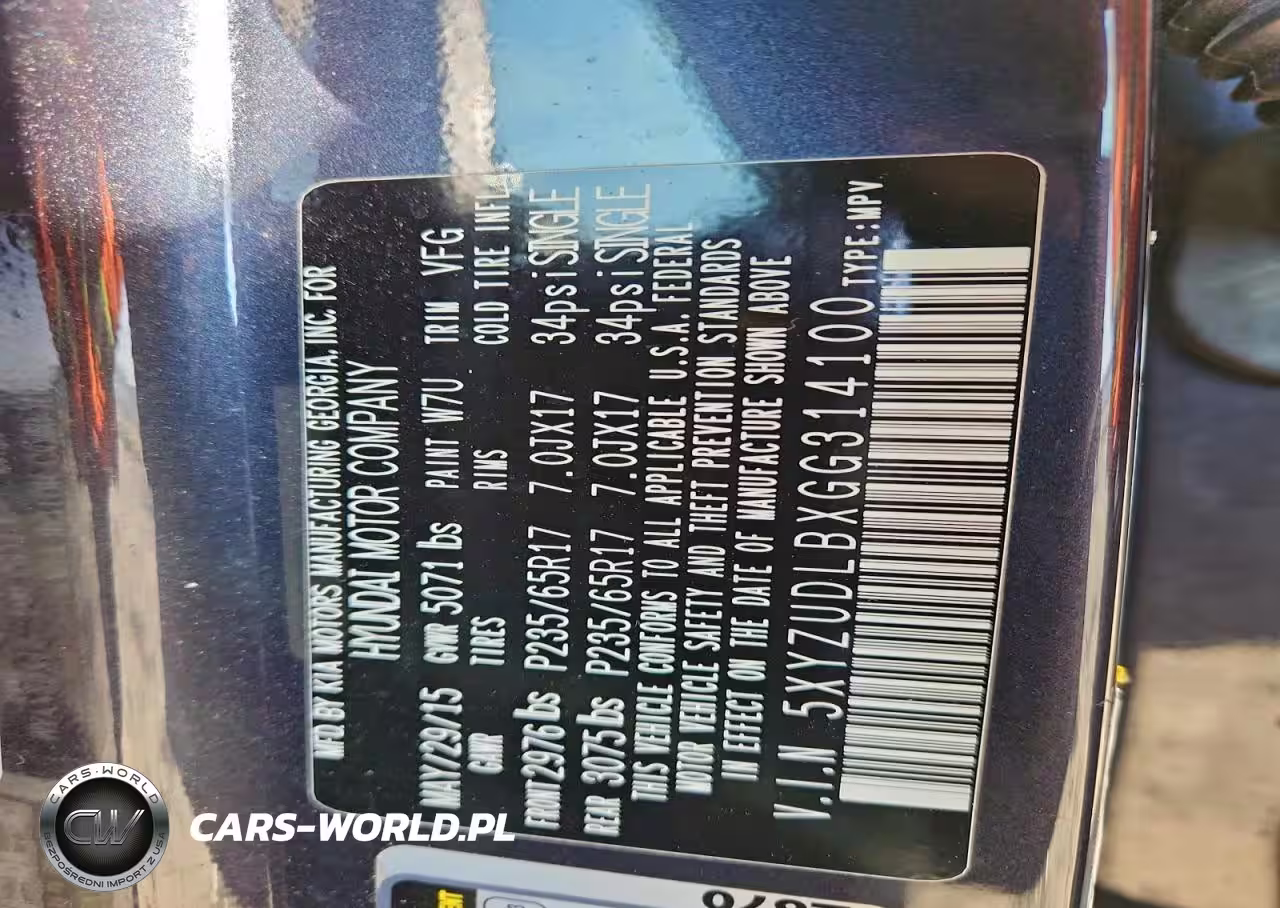 MFD BY KIA MOTORS MANUFACTURING GEORGIA, INC. FOR
HYUNDAI MOTOR COMPANY
MAY/29/15 GVWR 5071 lbs PAINT W7U TRIM VFG
GAWR TIRES RIMS COLD TIRE INFL
FRONT 2976 lbs P235/65R17 7.0JX17 34psi SINGLE
REAR 3075 lbs P235/65R17 7.0JX17 34psi SINGLE
THIS VEHICLE CONFORMS TO ALL APPLICABLE U.S.A. FEDERAL
MOTOR VEHICLE SAFETY AND THEFT PREVENTION STANDARDS
IN EFFECT ON THE DATE OF MANUFACTURE SHOWN ABOVE
V.I.N 5XYZUDLBXGG314100 TYPE:MPV
CARS-WORLD
CW
BEZPOŚREDNI IMPORT Z USA
CARS-WORLD.PL